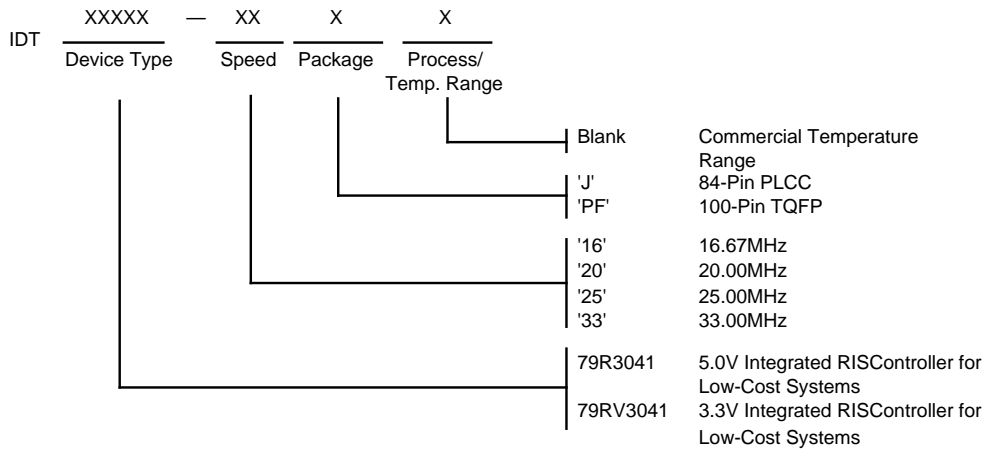 IDT XXXXX — XX X X
Device Type Speed Package Process/
Temp. Range
Blank Commercial Temperature
Range
'J' 84-Pin PLCC
'PF' 100-Pin TQFP
'16' 16.67MHz
'20' 20.00MHz
'25' 25.00MHz
'33' 33.00MHz
79R3041 5.0V Integrated RISController for
Low-Cost Systems
79RV3041 3.3V Integrated RISController for
Low-Cost Systems